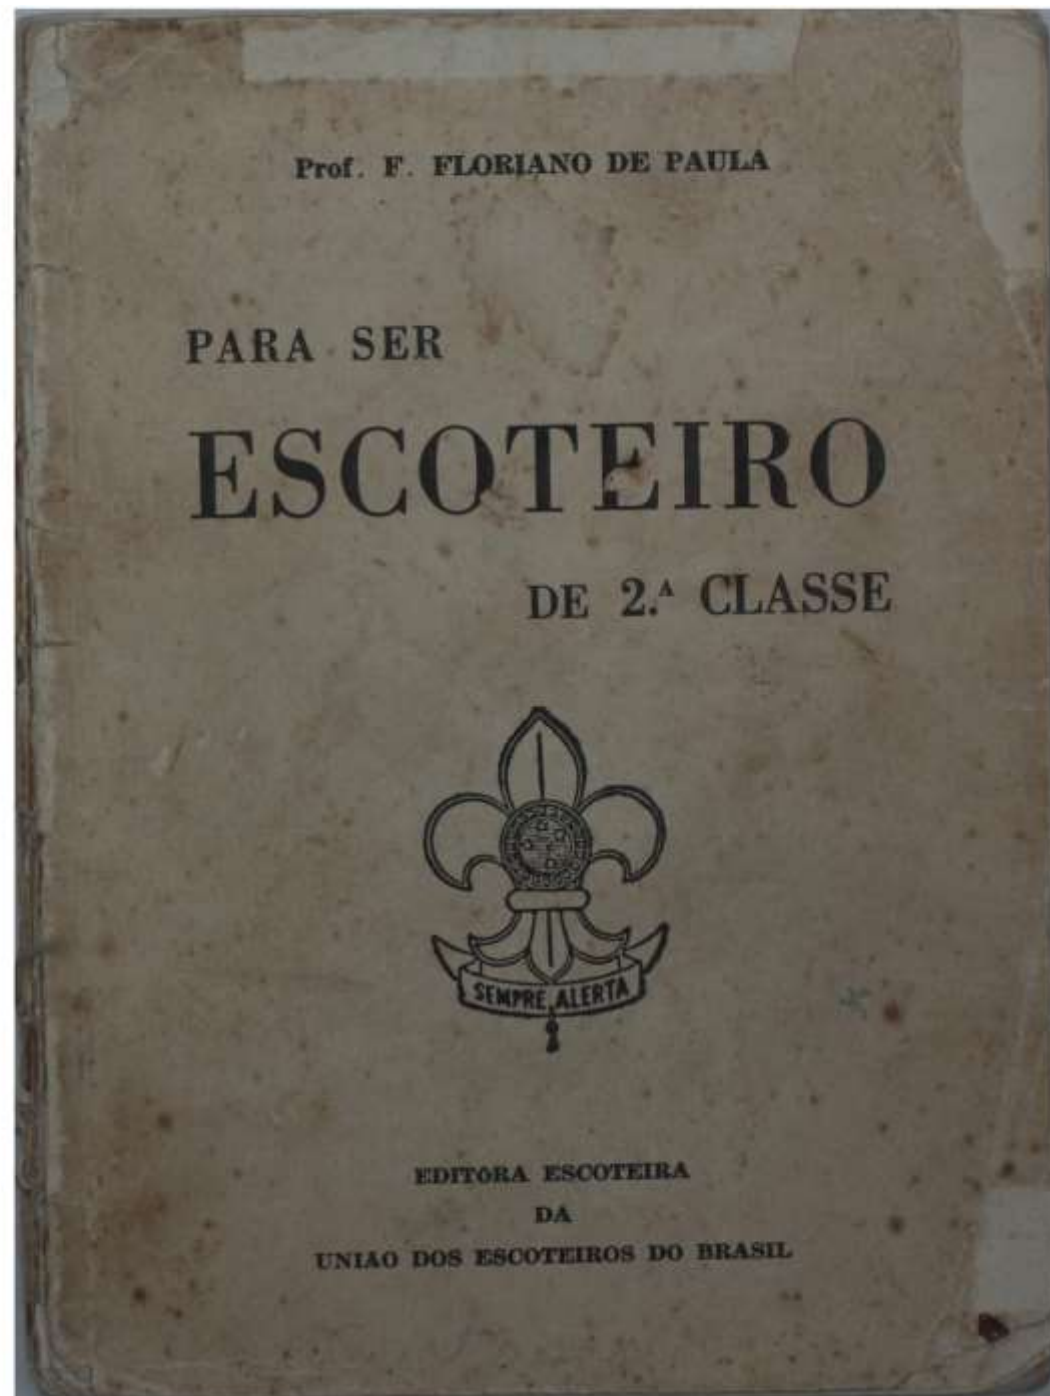 Prof. F. FLORIANO DE PAULA
PARA SER
ESCOTEIRO
DE 2.ª CLASSE
SEMPRE ALERTA
EDITORA ESCOTEIRA
DA
UNIAO DOS ESCOTEIROS DO BRASIL